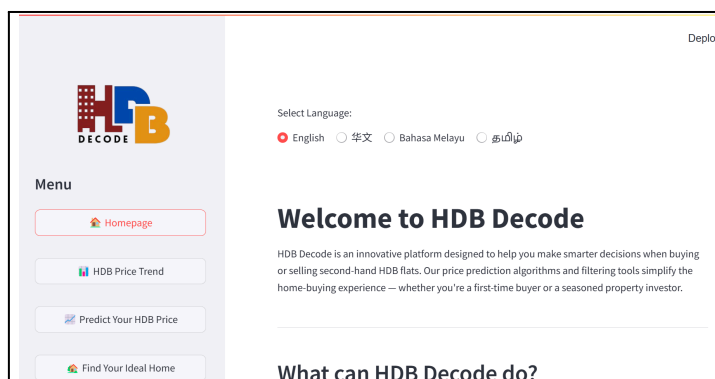 Deplo
HDB
DECODE
Menu
Homepage
HDB Price Trend
Predict Your HDB Price
Find Your Ideal Home
Select Language:
English 华文 Bahasa Melayu தமிழ்
Welcome to HDB Decode
HDB Decode is an innovative platform designed to help you make smarter decisions when buying
or selling second-hand HDB flats. Our price prediction algorithms and filtering tools simplify the
home-buying experience — whether you're a first-time buyer or a seasoned property investor.
What can HDB Decode do?